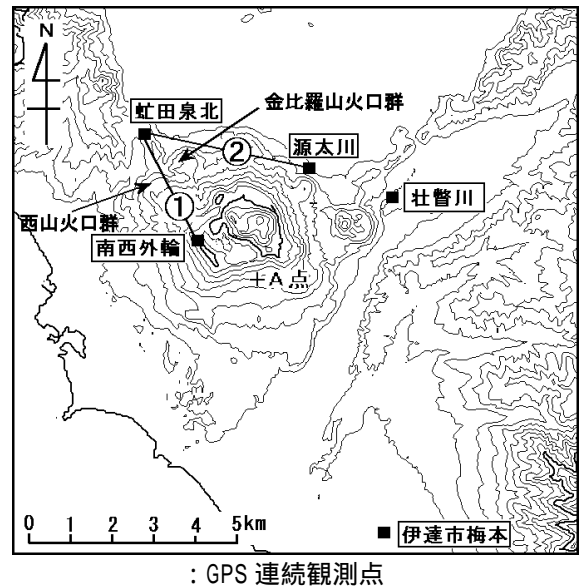 N
虻田泉北
金比羅山火口群
②
源太川
壮瞥川
西山火口群
①
南西外輪
A点
0 1 2 3 4 5km
伊達市梅本
: GPS 連続観測点